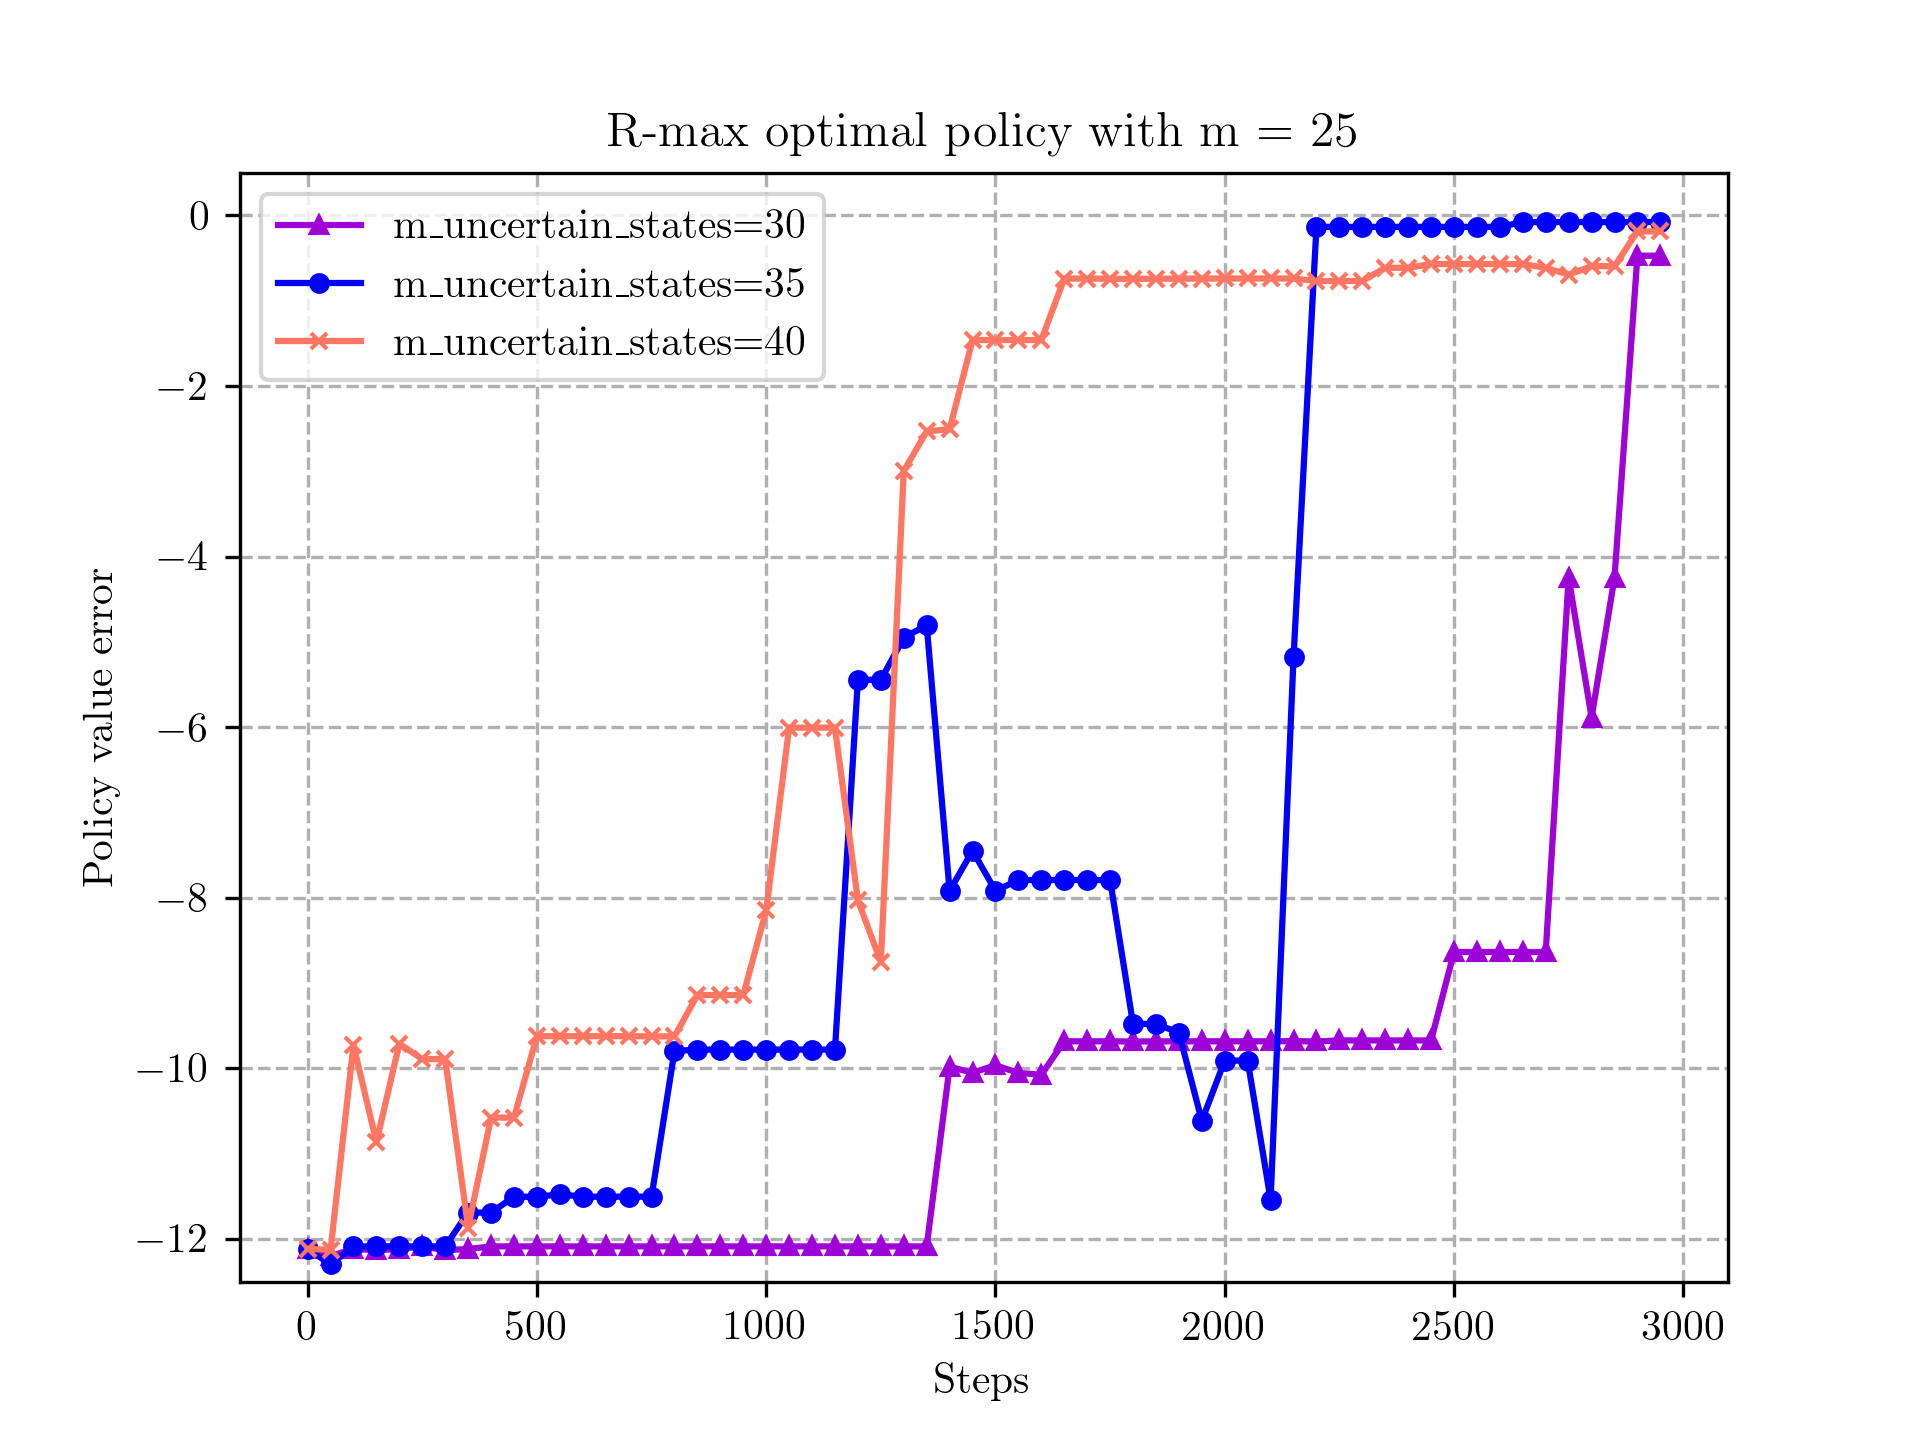 R-max optimal policy with m = 25
m_uncertain_states=30
m_uncertain_states=35
m_uncertain_states=40
0
−2
−4
−6
−8
−10
−12
Policy value error
0 500 1000 1500 2000 2500 3000
Steps